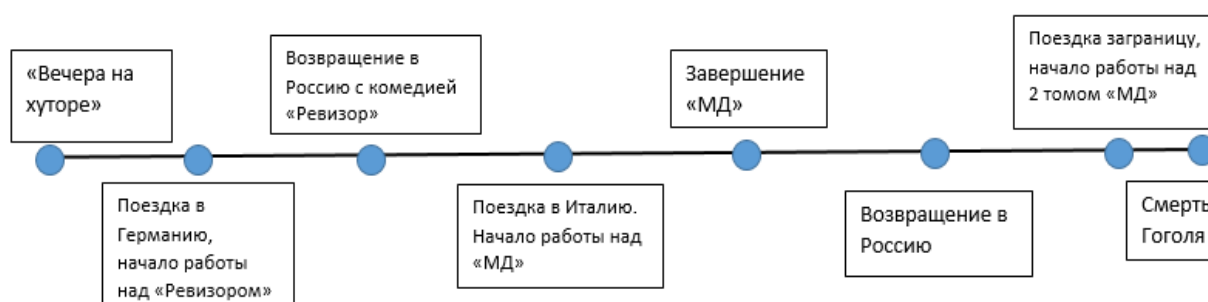 «Вечера на
хуторе»
Поездка в
Германию,
начало работы
над «Ревизором»
Возвращение в
Россию с комедией
«Ревизор»
Поездка в Италию.
Начало работы над
«МД»
Завершение
«МД»
Возвращение в
Россию
Поездка заграницу,
начало работы над
2 томом «МД»
Смерть
Гоголя